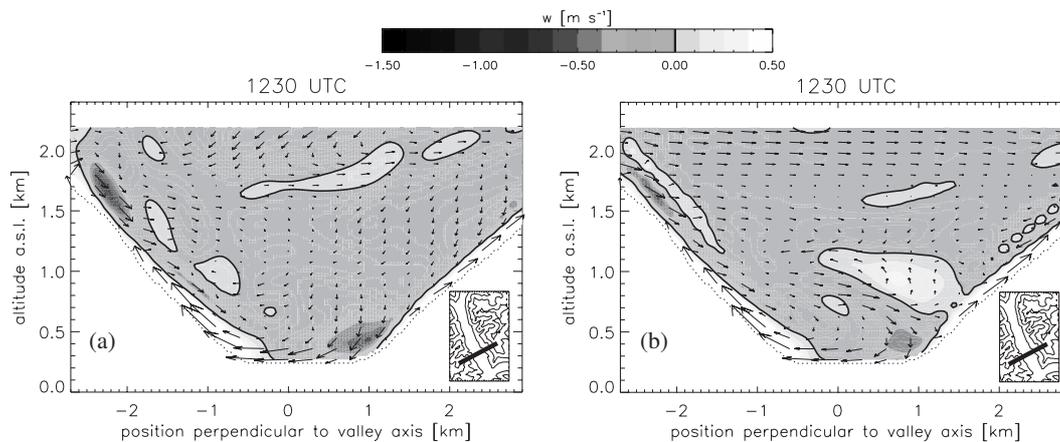 w [m s⁻¹]
−1.50 −1.00 −0.50 0.00 0.50
1230 UTC
altitude a.s.l. [km]
2.0
1.5
1.0
0.5
0.0
(a)
−2 −1 0 1 2
position perpendicular to valley axis [km]
1230 UTC
altitude a.s.l. [km]
2.0
1.5
1.0
0.5
0.0
(b)
−2 −1 0 1 2
position perpendicular to valley axis [km]